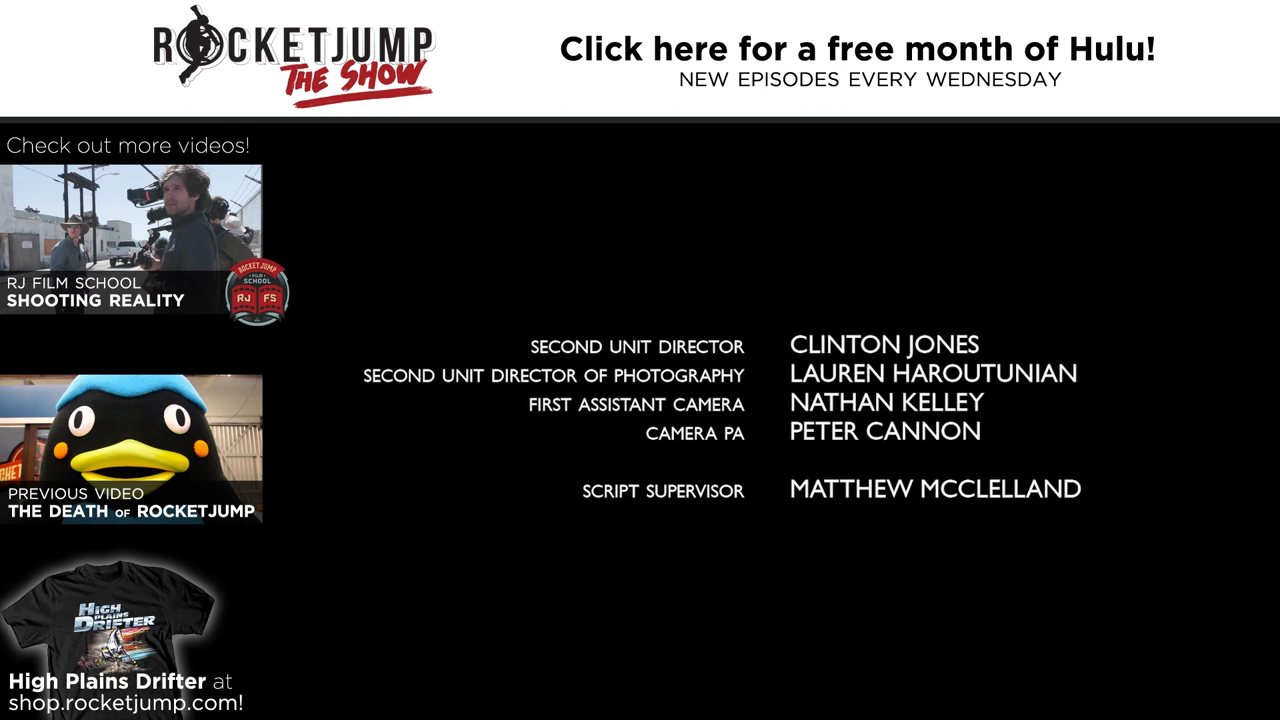 ROCKETJUMP
THE SHOW
Click here for a free month of Hulu!
NEW EPISODES EVERY WEDNESDAY
Check out more videos!
RJ FILM SCHOOL
SHOOTING REALITY
ROCKETJUMP
FILM
SCHOOL
RJ FS
PREVIOUS VIDEO
THE DEATH OF ROCKETJUMP
HIGH
PLAINS
DRIFTER
High Plains Drifter at
shop.rocketjump.com!
SECOND UNIT DIRECTOR CLINTON JONES
SECOND UNIT DIRECTOR OF PHOTOGRAPHY LAUREN HAROUTUNIAN
FIRST ASSISTANT CAMERA NATHAN KELLEY
CAMERA PA PETER CANNON
SCRIPT SUPERVISOR MATTHEW MCCLELLAND